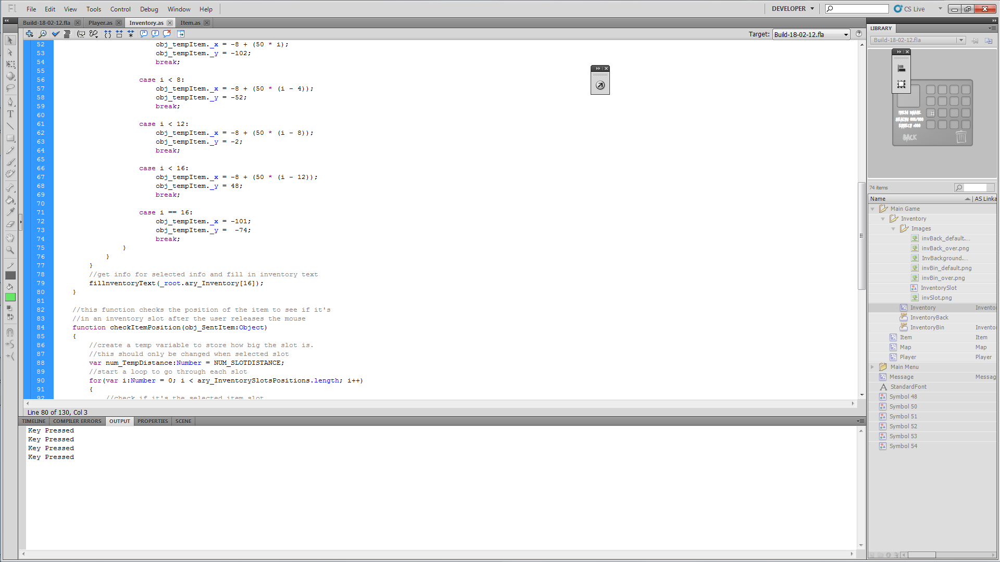 Fl File Edit View Tools Control Debug Window Help DEVELOPER CS Live
Build-18-02-12.fla Player.as Inventory.as Item.as
Target: Build-18-02-12.fla
52 obj_tempItem._x = -8 + (50 * i);
53 obj_tempItem._y = -102;
54 break;
55
56 case i < 8:
57 obj_tempItem._x = -8 + (50 * (i - 4));
58 obj_tempItem._y = -52;
59 break;
60
61 case i < 12:
62 obj_tempItem._x = -8 + (50 * (i - 8));
63 obj_tempItem._y = -2;
64 break;
65
66 case i < 16:
67 obj_tempItem._x = -8 + (50 * (i - 12));
68 obj_tempItem._y = 48;
69 break;
70
71 case i == 16:
72 obj_tempItem._x = -101;
73 obj_tempItem._y =  -74;
74 break;
75 }
76 }
77 }
78 //get info for selected info and fill in inventory text
79 fillnventoryText(_root.ary_Inventory[16]);
80 }
81
82 //this function checks the position of the item to see if it's
83 //in an inventory slot after the user releases the mouse
84 function checkItemPosition(obj_SentItem:Object)
85 {
86 //create a temp variable to store how big the slot is.
87 //this should only be changed when selected slot
88 var num_TempDistance:Number = NUM_SLOTDISTANCE;
89 //start a loop to go through each slot
90 for(var i:Number = 0; i < ary_InventorySlotsPositions.length; i++)
91 {
92 //check if it's the selected item slot
Line 80 of 130, Col 3
TIMELINE COMPILER ERRORS OUTPUT PROPERTIES SCENE
Key Pressed
Key Pressed
Key Pressed
Key Pressed
LIBRARY
Build-18-02-12.fla
BACK
74 items
Name AS Linka
Main Game
Inventory
Images
invBack_default....
invBack_over.png
InvBackground....
invBin_default.png
invBin_over.png
InventorySlot
invSlot.png
Inventory Invento
InventoryBack
InventoryBin Invento
Item Item
Map Map
Player Player
Main Menu
Message Messag
StandardFont
Symbol 48
Symbol 50
Symbol 51
Symbol 52
Symbol 53
Symbol 54